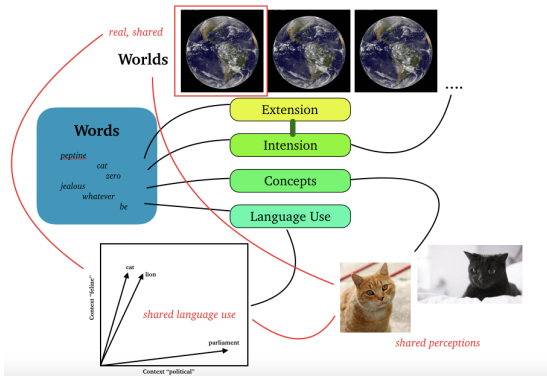 real, shared
Worlds
....
Extension
Words
Intension
peptine
cat
zero
Concepts
jealous
whatever
be
Language Use
cat
lion
Context "feline"
shared language use
parliament
Context "political"
shared perceptions